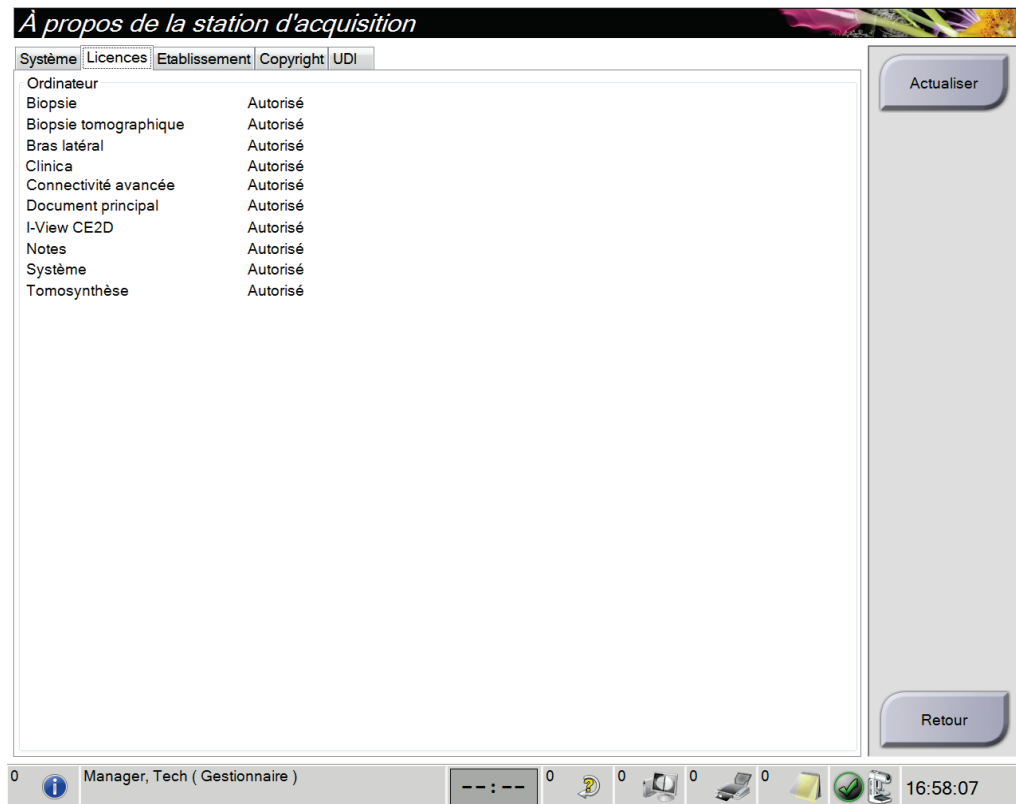 À propos de la station d'acquisition
Système Licences Etablissement Copyright UDI
Actualiser
Ordinateur
Biopsie Autorisé
Biopsie tomographique Autorisé
Bras latéral Autorisé
Clinica Autorisé
Connectivité avancée Autorisé
Document principal Autorisé
I-View CE2D Autorisé
Notes Autorisé
Système Autorisé
Tomosynthèse Autorisé
Retour
0 Manager, Tech ( Gestionnaire ) --:-- 0 0 0 0 16:58:07